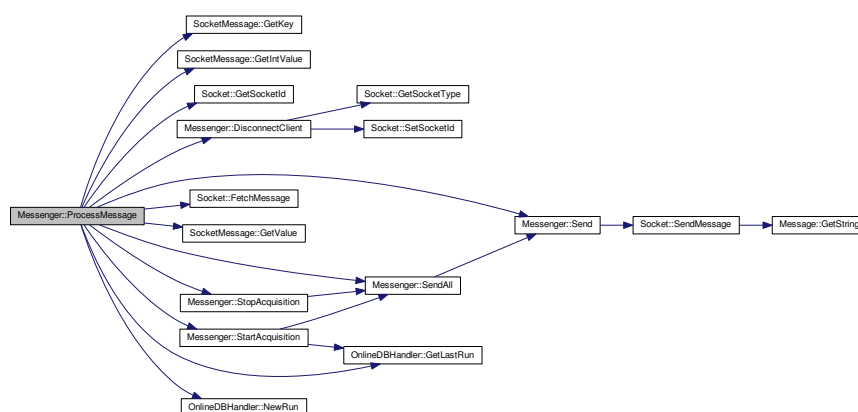 SocketMessage::GetKey
SocketMessage::GetIntValue
Socket::GetSocketId
Socket::GetSocketType
Messenger::DisconnectClient
Socket::SetSocketId
Messenger::ProcessMessage
Socket::FetchMessage
SocketMessage::GetValue
Messenger::Send
Socket::SendMessage
Message::GetString
Messenger::SendAll
Messenger::StopAcquisition
Messenger::StartAcquisition
OnlineDBHandler::GetLastRun
OnlineDBHandler::NewRun